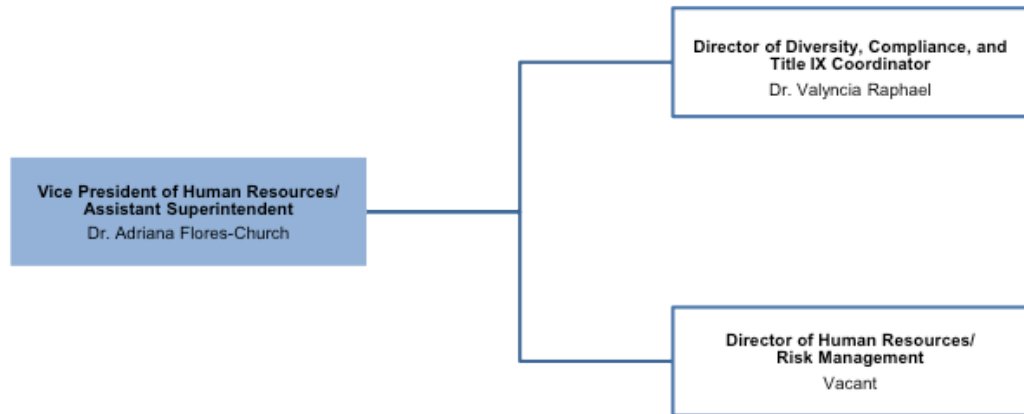 Director of Diversity, Compliance, and
Title IX Coordinator
Dr. Valyncia Raphael
Vice President of Human Resources/
Assistant Superintendent
Dr. Adriana Flores-Church
Director of Human Resources/
Risk Management
Vacant